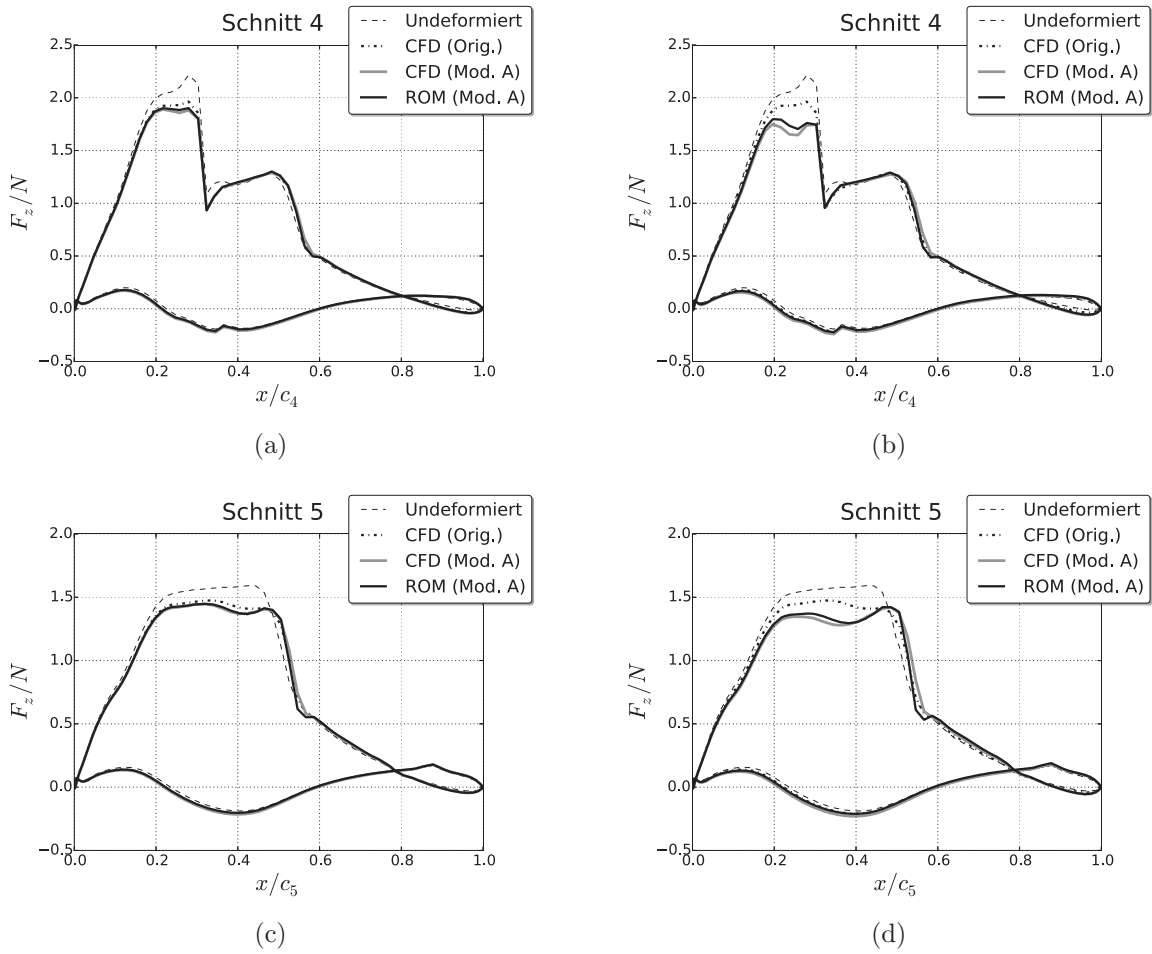 Schnitt 4
Undeformiert
CFD (Orig.)
CFD (Mod. A)
ROM (Mod. A)
2.5
2.0
1.5
1.0
0.5
0.0
−0.5
F_z/N
0.0 0.2 0.4 0.6 0.8 1.0
x/c_4
(a)
Schnitt 4
Undeformiert
CFD (Orig.)
CFD (Mod. A)
ROM (Mod. A)
2.5
2.0
1.5
1.0
0.5
0.0
−0.5
F_z/N
0.0 0.2 0.4 0.6 0.8 1.0
x/c_4
(b)
Schnitt 5
Undeformiert
CFD (Orig.)
CFD (Mod. A)
ROM (Mod. A)
2.0
1.5
1.0
0.5
0.0
−0.5
F_z/N
0.0 0.2 0.4 0.6 0.8 1.0
x/c_5
(c)
Schnitt 5
Undeformiert
CFD (Orig.)
CFD (Mod. A)
ROM (Mod. A)
2.0
1.5
1.0
0.5
0.0
−0.5
F_z/N
0.0 0.2 0.4 0.6 0.8 1.0
x/c_5
(d)